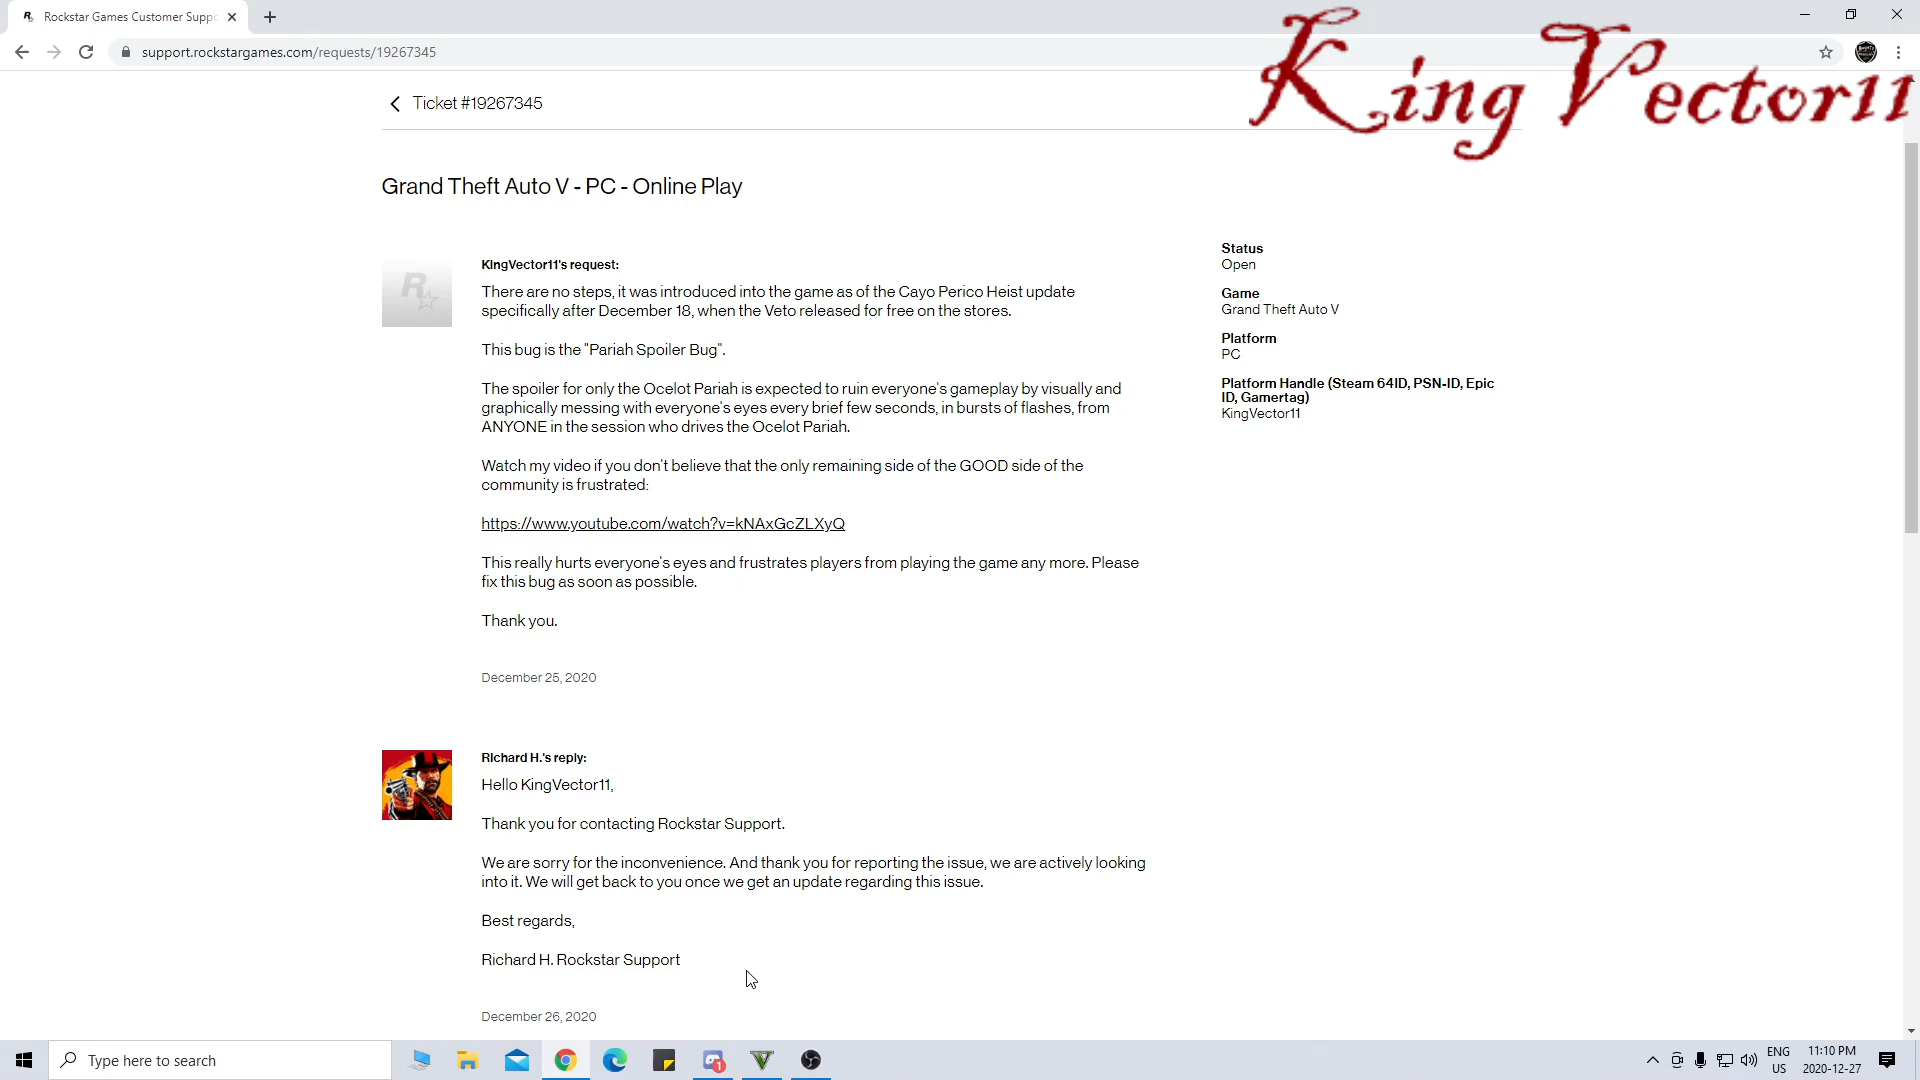 Rockstar Games Customer Suppo
support.rockstargames.com/requests/19267345
King Vector11
Ticket #19267345
Grand Theft Auto V - PC - Online Play
KingVector11's request:
There are no steps, it was introduced into the game as of the Cayo Perico Heist update
specifically after December 18, when the Veto released for free on the stores.
This bug is the "Pariah Spoiler Bug".
The spoiler for only the Ocelot Pariah is expected to ruin everyone's gameplay by visually and
graphically messing with everyone's eyes every brief few seconds, in bursts of flashes, from
ANYONE in the session who drives the Ocelot Pariah.
Watch my video if you don't believe that the only remaining side of the GOOD side of the
community is frustrated:
https://www.youtube.com/watch?v=kNAxGcZLXyQ
This really hurts everyone's eyes and frustrates players from playing the game any more. Please
fix this bug as soon as possible.
Thank you.
December 25, 2020
Status
Open
Game
Grand Theft Auto V
Platform
PC
Platform Handle (Steam 64ID, PSN-ID, Epic
ID, Gamertag)
KingVector11
Richard H.'s reply:
Hello KingVector11,
Thank you for contacting Rockstar Support.
We are sorry for the inconvenience. And thank you for reporting the issue, we are actively looking
into it. We will get back to you once we get an update regarding this issue.
Best regards,
Richard H. Rockstar Support
December 26, 2020
Type here to search
1
ENG
US
11:10 PM
2020-12-27